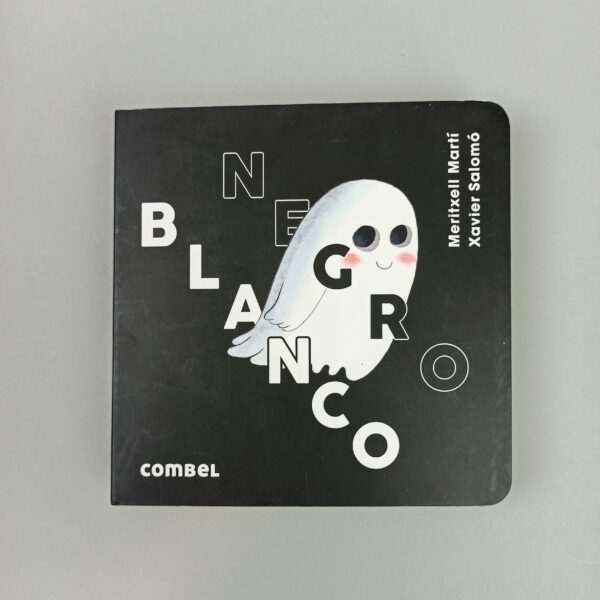 NEGRO
BLANCO
Meritxell Martí
Xavier Salomó
COMBEL